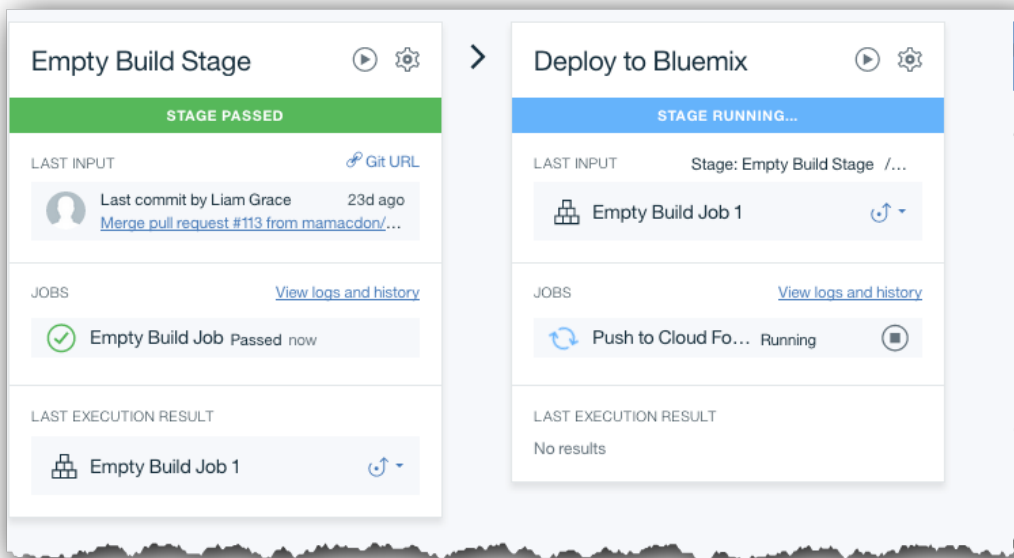 Empty Build Stage
STAGE PASSED
LAST INPUT
Git URL
Last commit by Liam Grace
23d ago
Merge pull request #113 from mamacdon/...
JOBS
View logs and history
Empty Build Job Passed now
LAST EXECUTION RESULT
Empty Build Job 1
Deploy to Bluemix
STAGE RUNNING...
LAST INPUT
Stage: Empty Build Stage /...
Empty Build Job 1
JOBS
View logs and history
Push to Cloud Fo... Running
LAST EXECUTION RESULT
No results